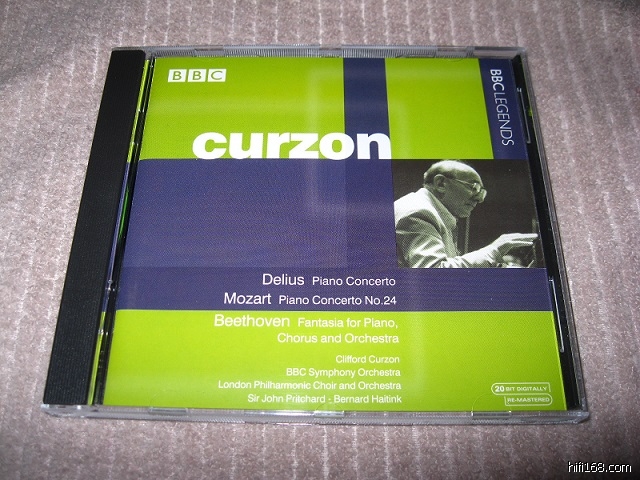 BBC
BBC LEGENDS
curzon
Delius Piano Concerto
Mozart Piano Concerto No.24
Beethoven Fantasia for Piano,
Chorus and Orchestra
Clifford Curzon
BBC Symphony Orchestra
London Philharmonic Choir and Orchestra
Sir John Pritchard - Bernard Haitink
20 BIT DIGITALLY
RE-MASTERED
hifi168.com